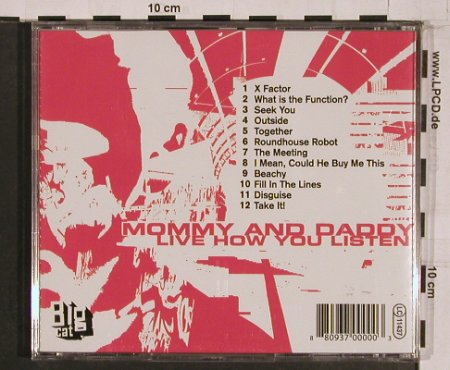 10 cm
www.LPCD.de
1 X Factor
2 What is the Function?
3 Seek You
4 Outside
5 Together
6 Roundhouse Robot
7 The Meeting
8 I Mean, Could He Buy Me This
9 Beachy
10 Fill In The Lines
11 Disguise
12 Take It!
MOMMY AND DADDY
LIVE HOW YOU LISTEN
Big
cat
8 80937 00000 3
LC 11437
10 cm